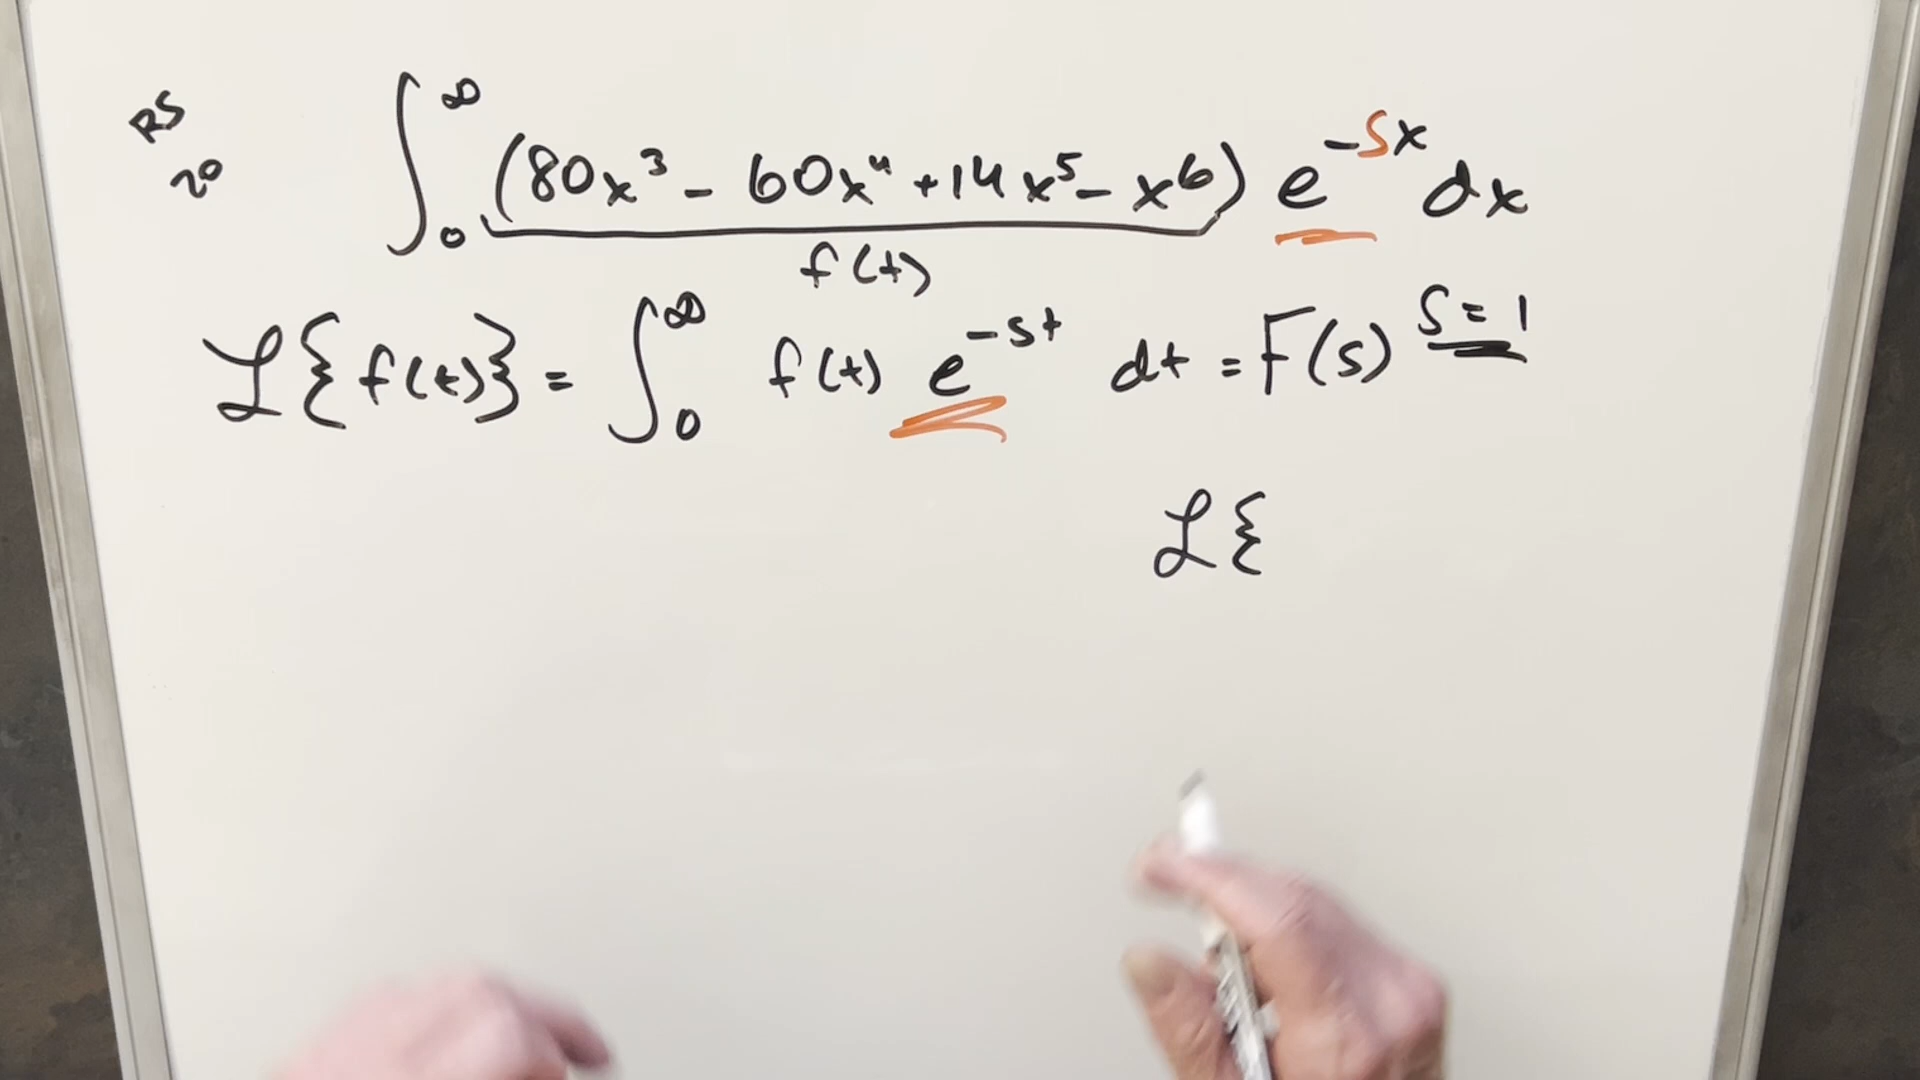 RS
20
∫₀^∞ (80x³ - 60x⁴ + 14x⁵ - x⁶) e^{-Sx} dx
f(t)
ℒ{f(t)} = ∫₀^∞ f(t) e^{-st} dt = F(s) S = 1
ℒ{